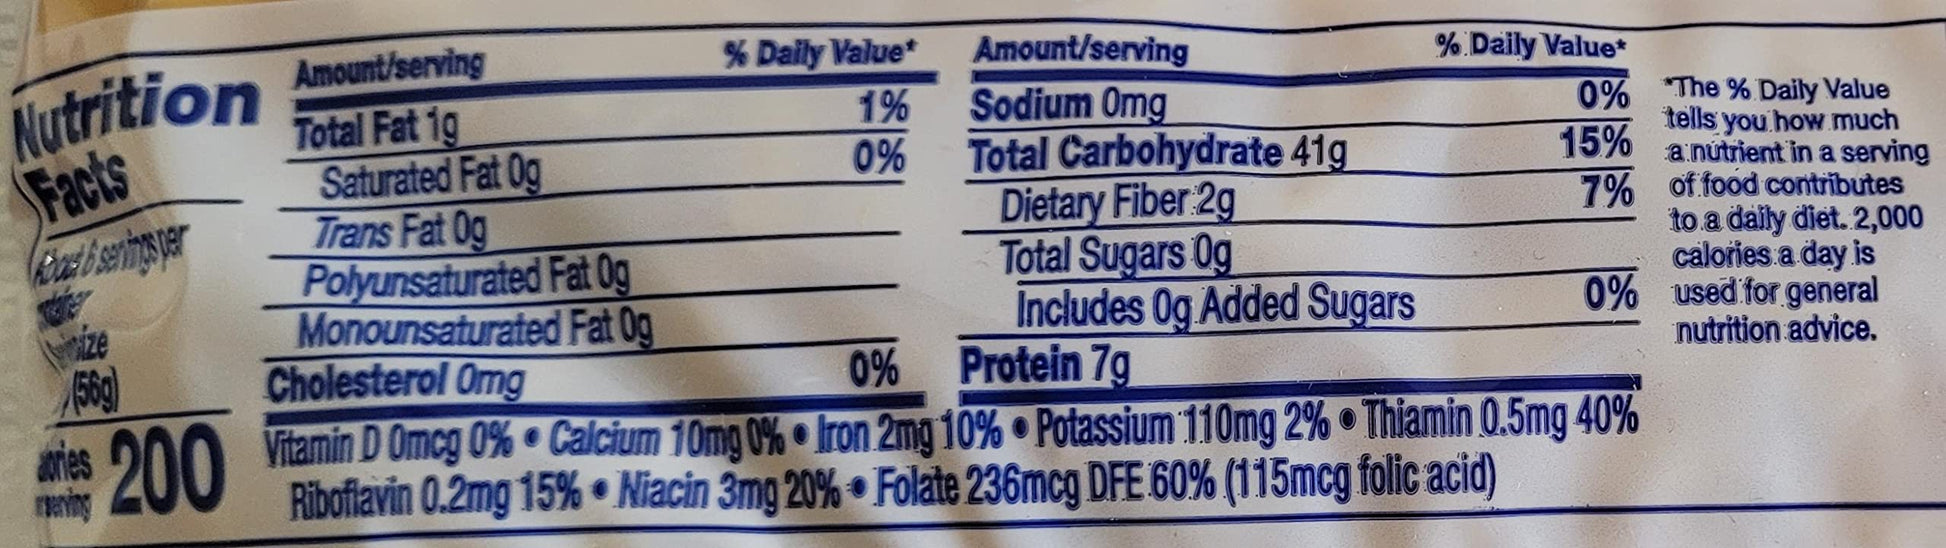 Nutrition
Facts
About 6 servings per
(56g)
200
Amount/serving % Daily Value*
Total Fat 1g 1%
Saturated Fat 0g 0%
Trans Fat 0g
Polyunsaturated Fat 0g
Monounsaturated Fat 0g
Cholesterol 0mg 0%
Amount/serving % Daily Value*
Sodium 0mg 0%
Total Carbohydrate 41g 15%
Dietary Fiber 2g 7%
Total Sugars 0g
Includes 0g Added Sugars 0%
Protein 7g
Vitamin D 0mcg 0% • Calcium 10mg 0% • Iron 2mg 10% • Potassium 110mg 2% • Thiamin 0.5mg 40%
Riboflavin 0.2mg 15% • Niacin 3mg 20% • Folate 236mcg DFE 60% (115mcg folic acid)
*The % Daily Value
tells you how much
a nutrient in a serving
of food contributes
to a daily diet. 2,000
calories a day is
used for general
nutrition advice.